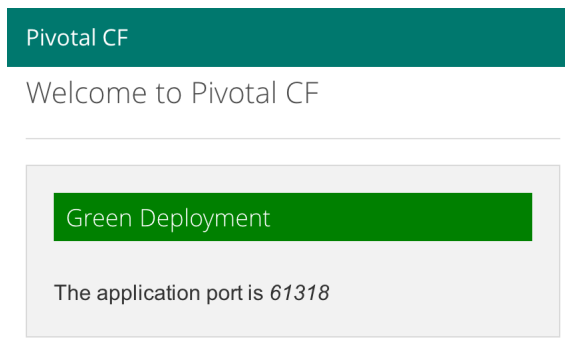 Pivotal CF
Welcome to Pivotal CF
Green Deployment
The application port is 61318